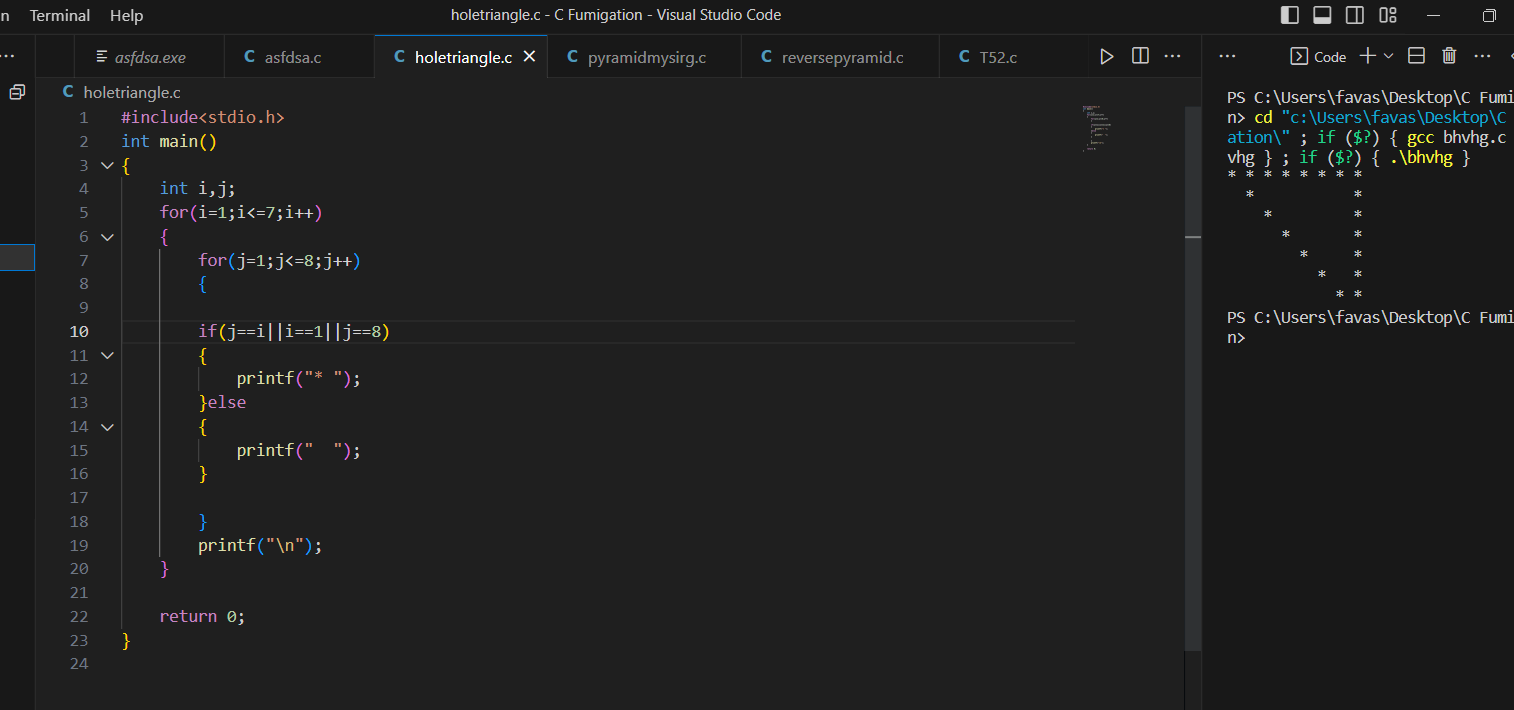 n Terminal Help holetriangle.c - C Fumigation - Visual Studio Code
asfdsa.exe C asfdsa.c C holetriangle.c C pyramidmysirg.c C reversepyramid.c C T52.c Code
C holetriangle.c
1 #include<stdio.h>
2 int main()
3 {
4 int i,j;
5 for(i=1;i<=7;i++)
6 {
7 for(j=1;j<=8;j++)
8 {
9
10 if(j==i||i==1||j==8)
11 {
12 printf("* ");
13 }else
14 {
15 printf("  ");
16 }
17
18 }
19 printf("\n");
20 }
21
22 return 0;
23 }
24
PS C:\Users\favas\Desktop\C Fumi
n> cd "c:\Users\favas\Desktop\C
ation\" ; if ($?) { gcc bhvhg.c
vhg } ; if ($?) { .\bhvhg }
* * * * * * * *
  *           *
    *         *
      *       *
        *     *
          *   *
            * *
PS C:\Users\favas\Desktop\C Fumi
n>